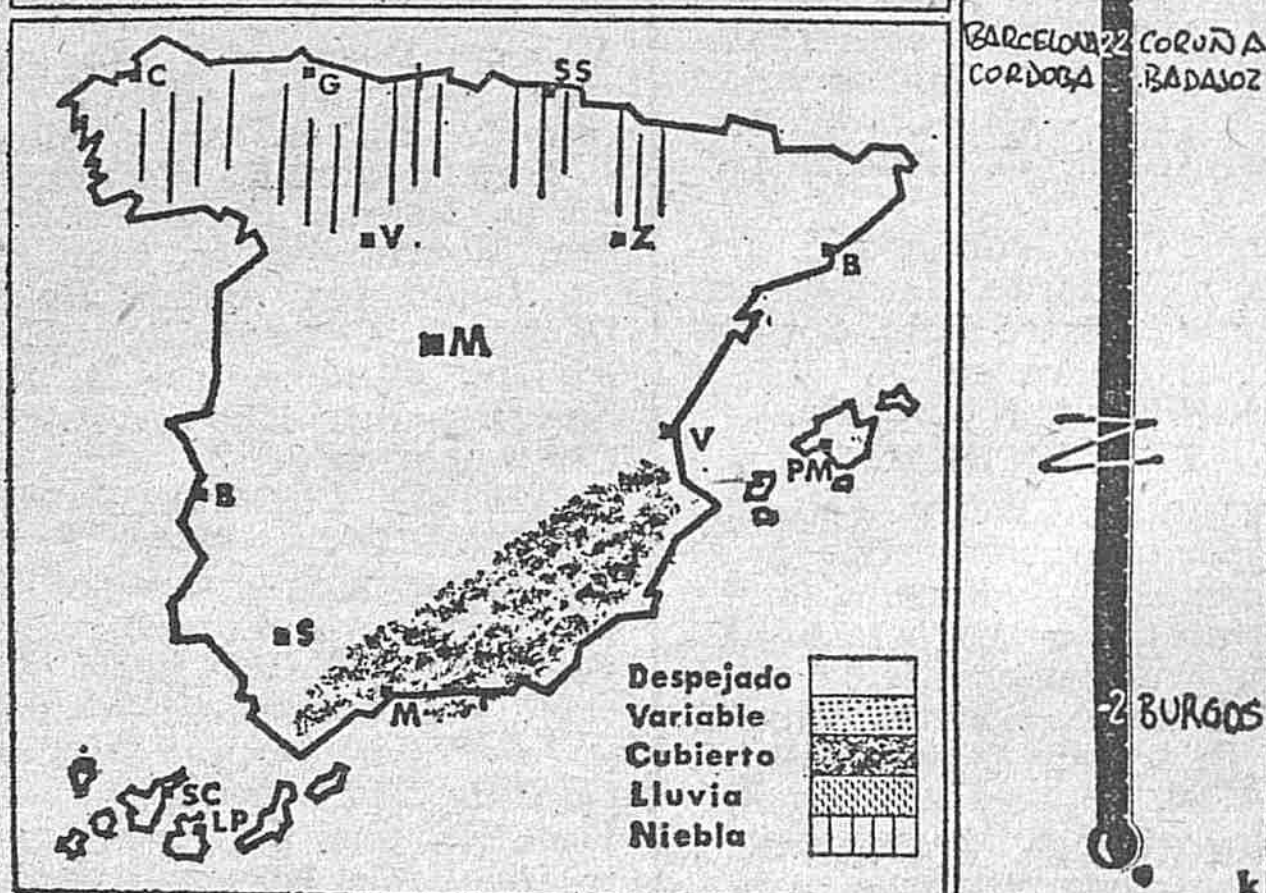 C
G
SS
V.
Z
B
M
V
PM
B
S
M
SC
LP
Despejado
Variable
Cubierto
Lluvia
Niebla
BARCELONA 22 CORUÑA
CORDOBA BADAJOZ
-2 BURGOS
k